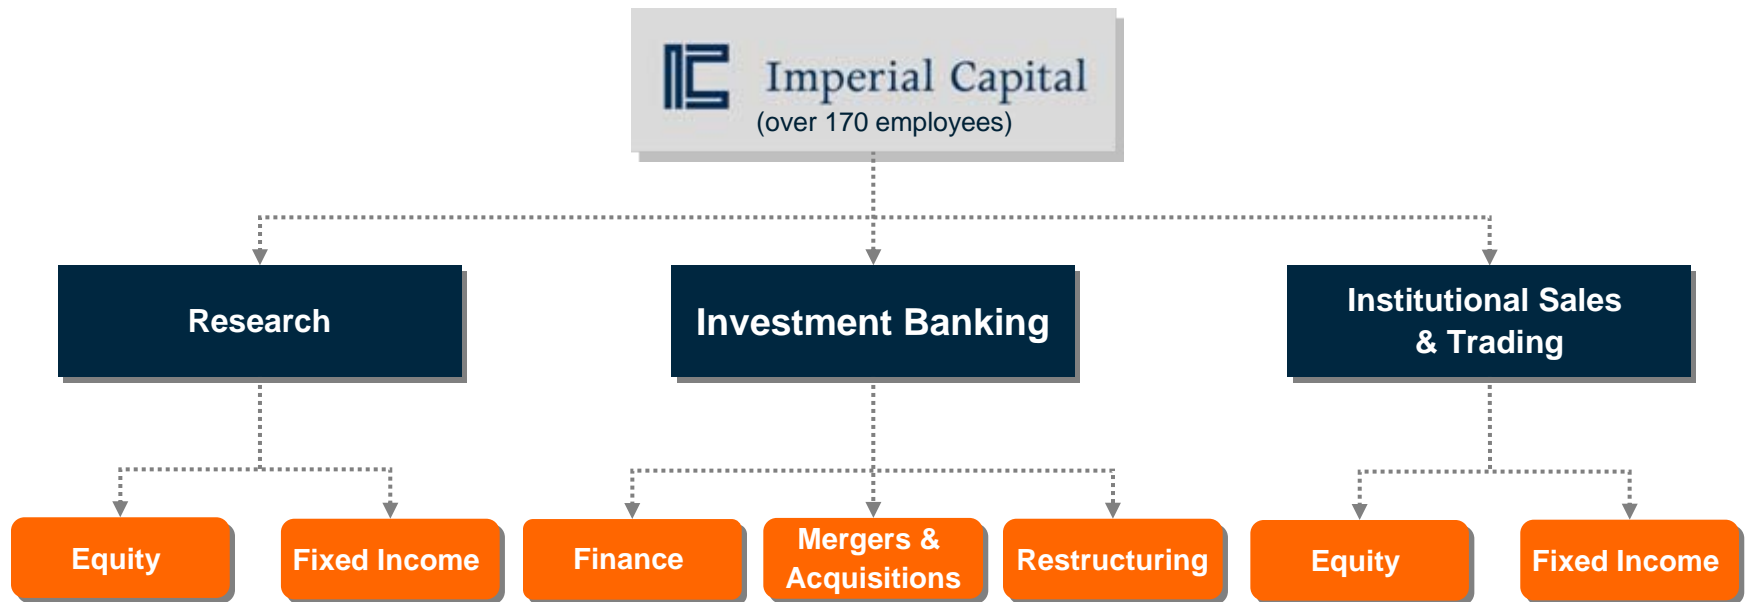 Imperial Capital
(over 170 employees)
Research
Investment Banking
Institutional Sales
& Trading
Equity
Fixed Income
Finance
Mergers &
Acquisitions
Restructuring
Equity
Fixed Income